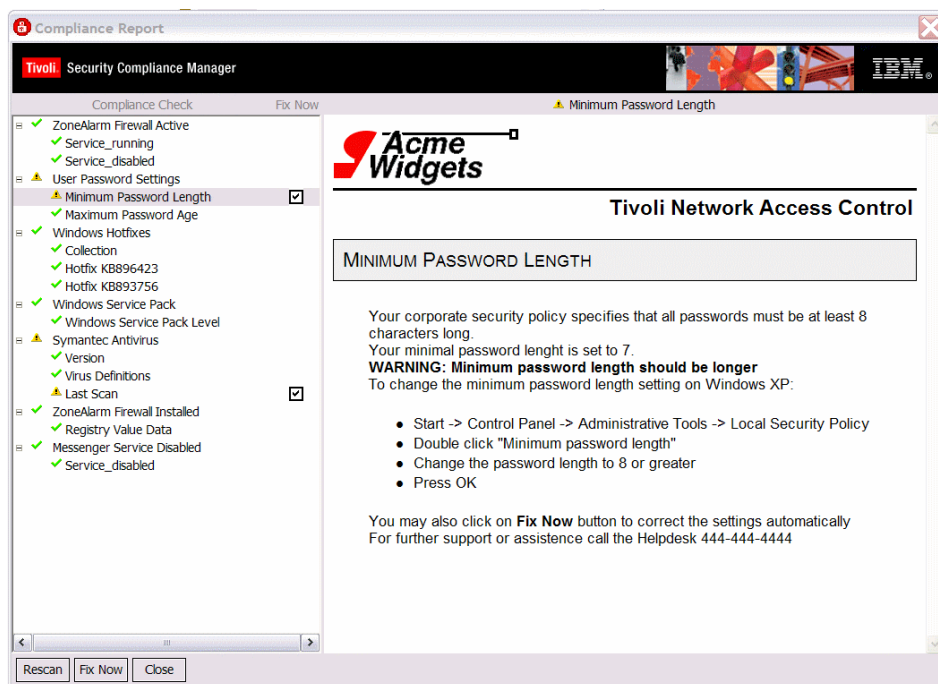 Compliance Report
Tivoli. Security Compliance Manager
IBM®
Compliance Check Fix Now
ZoneAlarm Firewall Active
Service_running
Service_disabled
User Password Settings
Minimum Password Length
Maximum Password Age
Windows Hotfixes
Collection
Hotfix KB896423
Hotfix KB893756
Windows Service Pack
Windows Service Pack Level
Symantec Antivirus
Version
Virus Definitions
Last Scan
ZoneAlarm Firewall Installed
Registry Value Data
Messenger Service Disabled
Service_disabled
Rescan Fix Now Close
Minimum Password Length
Acme
Widgets
Tivoli Network Access Control
MINIMUM PASSWORD LENGTH
Your corporate security policy specifies that all passwords must be at least 8
characters long.
Your minimal password lenght is set to 7.
WARNING: Minimum password length should be longer
To change the minimum password length setting on Windows XP:
● Start -> Control Panel -> Administrative Tools -> Local Security Policy
● Double click "Minimum password length"
● Change the password length to 8 or greater
● Press OK
You may also click on Fix Now button to correct the settings automatically
For further support or assistence call the Helpdesk 444-444-4444